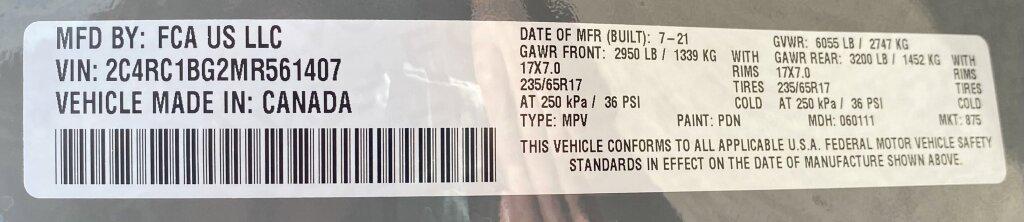 MFD BY: FCA US LLC
VIN: 2C4RC1BG2MR561407
VEHICLE MADE IN: CANADA
DATE OF MFR (BUILT): 7-21 GVWR: 6055 LB / 2747 KG
GAWR FRONT: 2950 LB / 1339 KG WITH GAWR REAR: 3200 LB / 1452 KG WITH
17X7.0 RIMS 17X7.0 RIMS
235/65R17 TIRES 235/65R17 TIRES
AT 250 kPa / 36 PSI COLD AT 250 kPa / 36 PSI COLD
TYPE: MPV PAINT: PDN MDH: 060111 MKT: 875
THIS VEHICLE CONFORMS TO ALL APPLICABLE U.S.A. FEDERAL MOTOR VEHICLE SAFETY
STANDARDS IN EFFECT ON THE DATE OF MANUFACTURE SHOWN ABOVE.